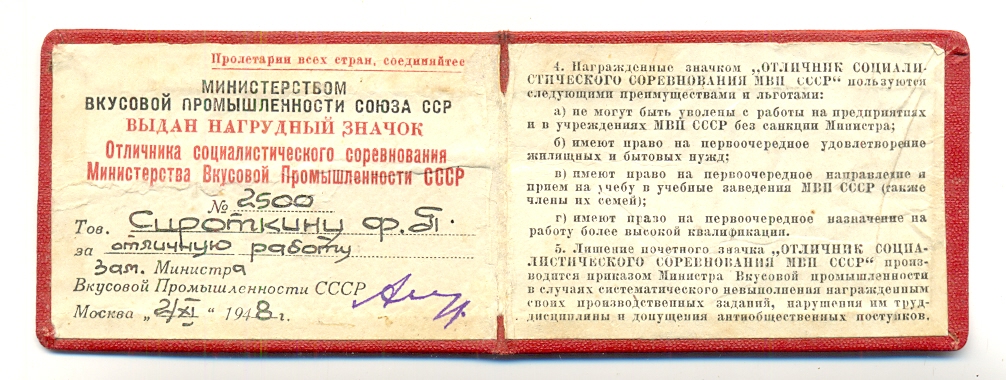 Пролетарии всех стран, соединяйтесь
МИНИСТЕРСТВОМ
ВКУСОВОЙ ПРОМЫШЛЕННОСТИ СОЮЗА ССР
ВЫДАН НАГРУДНЫЙ ЗНАЧОК
Отличника социалистического соревнования
Министерства Вкусовой Промышленности СССР
№ 2500
Тов. Сироткину Ф.П.
за отличную работу
Зам. Министра
Вкусовой Промышленности СССР
Москва „2/XI“ 1948 г.
4. Награжденные значком „ОТЛИЧНИК СОЦИАЛИ-
СТИЧЕСКОГО СОРЕВНОВАНИЯ МВП СССР“ пользуются
следующими преимуществами и льготами:
а) не могут быть уволены с работы на предприятиях
и в учреждениях МВП СССР без санкции Министра;
б) имеют право на первоочередное удовлетворение
жилищных и бытовых нужд;
в) имеют право на первоочередное направление и
прием на учебу в учебные заведения МВП СССР (также
члены их семей);
г) имеют право на первоочередное назначение на
работу более высокой квалификации.
5. Лишение почетного значка „ОТЛИЧНИК СОЦИА-
ЛИСТИЧЕСКОГО СОРЕВНОВАНИЯ МВП СССР“ произ-
водятся приказом Министра Вкусовой промышленности
в случаях систематического невыполнения награжденным
своих производственных заданий, нарушения им труд-
дисциплины и допущения антиобщественных поступков.